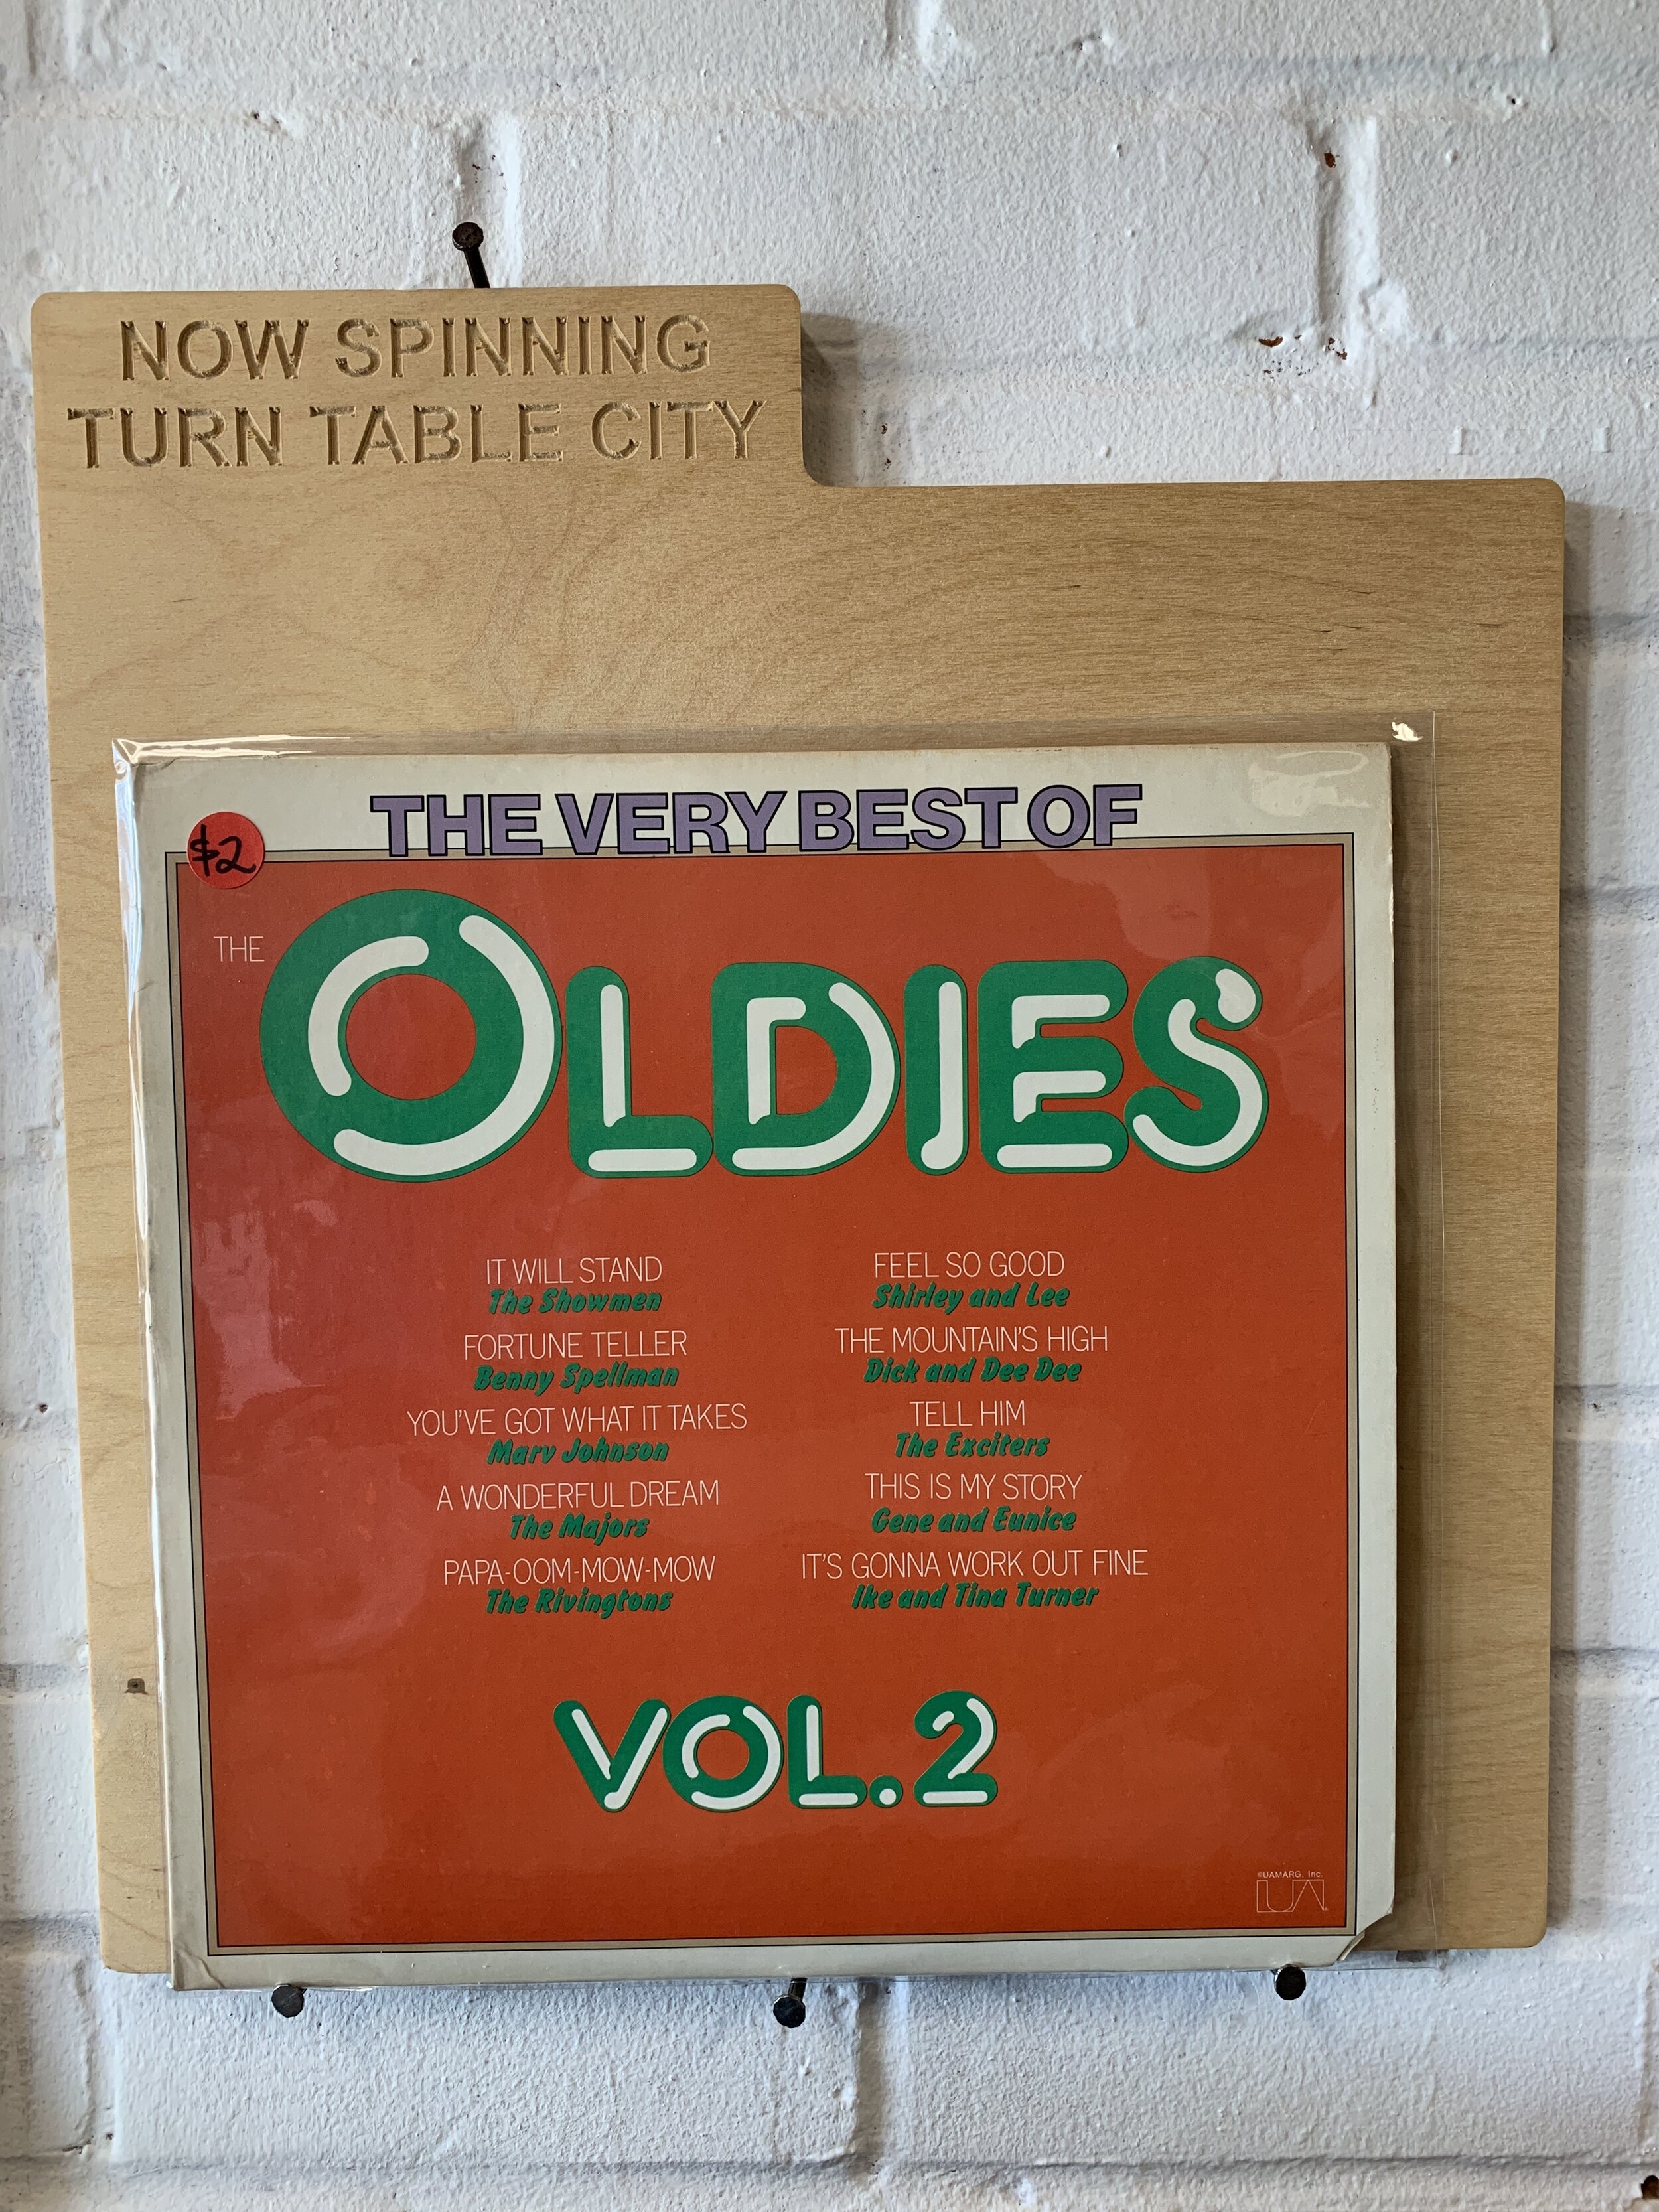 NOW SPINNING
TURN TABLE CITY
THE VERY BEST OF
$2
THE OLDIES
IT WILL STAND
The Showmen
FORTUNE TELLER
Benny Spellman
YOU'VE GOT WHAT IT TAKES
Marv Johnson
A WONDERFUL DREAM
The Majors
PAPA-OOM-MOW-MOW
The Rivingtons
FEEL SO GOOD
Shirley and Lee
THE MOUNTAIN'S HIGH
Dick and Dee Dee
TELL HIM
The Exciters
THIS IS MY STORY
Gene and Eunice
IT'S GONNA WORK OUT FINE
Ike and Tina Turner
VOL.2
©UAMARG, Inc.
UA